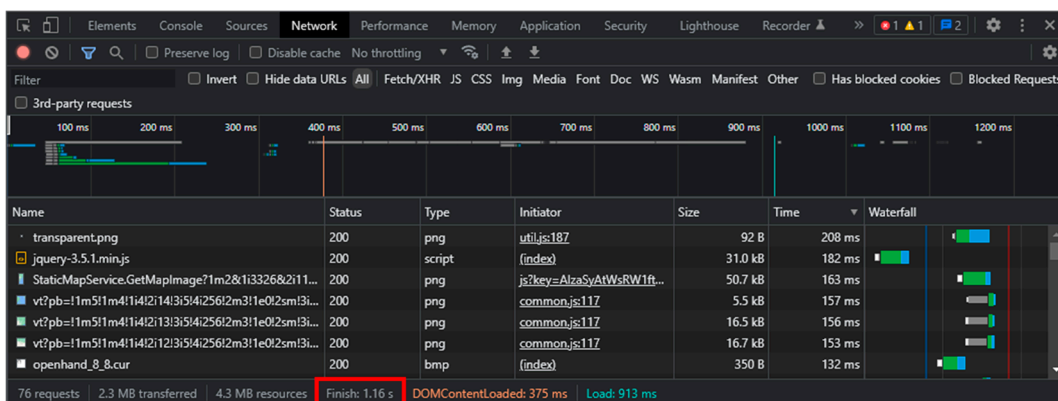 Elements Console Sources Network Performance Memory Application Security Lighthouse Recorder » 1 1 2
Preserve log Disable cache No throttling
Filter Invert Hide data URLs All Fetch/XHR JS CSS Img Media Font Doc WS Wasm Manifest Other Has blocked cookies Blocked Requests
3rd-party requests
100 ms 200 ms 300 ms 400 ms 500 ms 600 ms 700 ms 800 ms 900 ms 1000 ms 1100 ms 1200 ms
Name Status Type Initiator Size Time Waterfall
transparent.png 200 png util.js:187 92 B 208 ms
jquery-3.5.1.min.js 200 script (index) 31.0 kB 182 ms
StaticMapService.GetMapImage?1m2&1i3326&2i11... 200 png js?key=AIzaSyAtWsRW1ft... 50.7 kB 163 ms
vt?pb=!1m5!1m4!1i4!2i14!3i5!4i256!2m3!1e0!2sm!3i... 200 png common.js:117 5.5 kB 157 ms
vt?pb=!1m5!1m4!1i4!2i13!3i5!4i256!2m3!1e0!2sm!3i... 200 png common.js:117 16.5 kB 156 ms
vt?pb=!1m5!1m4!1i4!2i12!3i5!4i256!2m3!1e0!2sm!3i... 200 png common.js:117 16.7 kB 153 ms
openhand_8_8.cur 200 bmp (index) 350 B 132 ms
76 requests 2.3 MB transferred 4.3 MB resources Finish: 1.16 s DOMContentLoaded: 375 ms Load: 913 ms